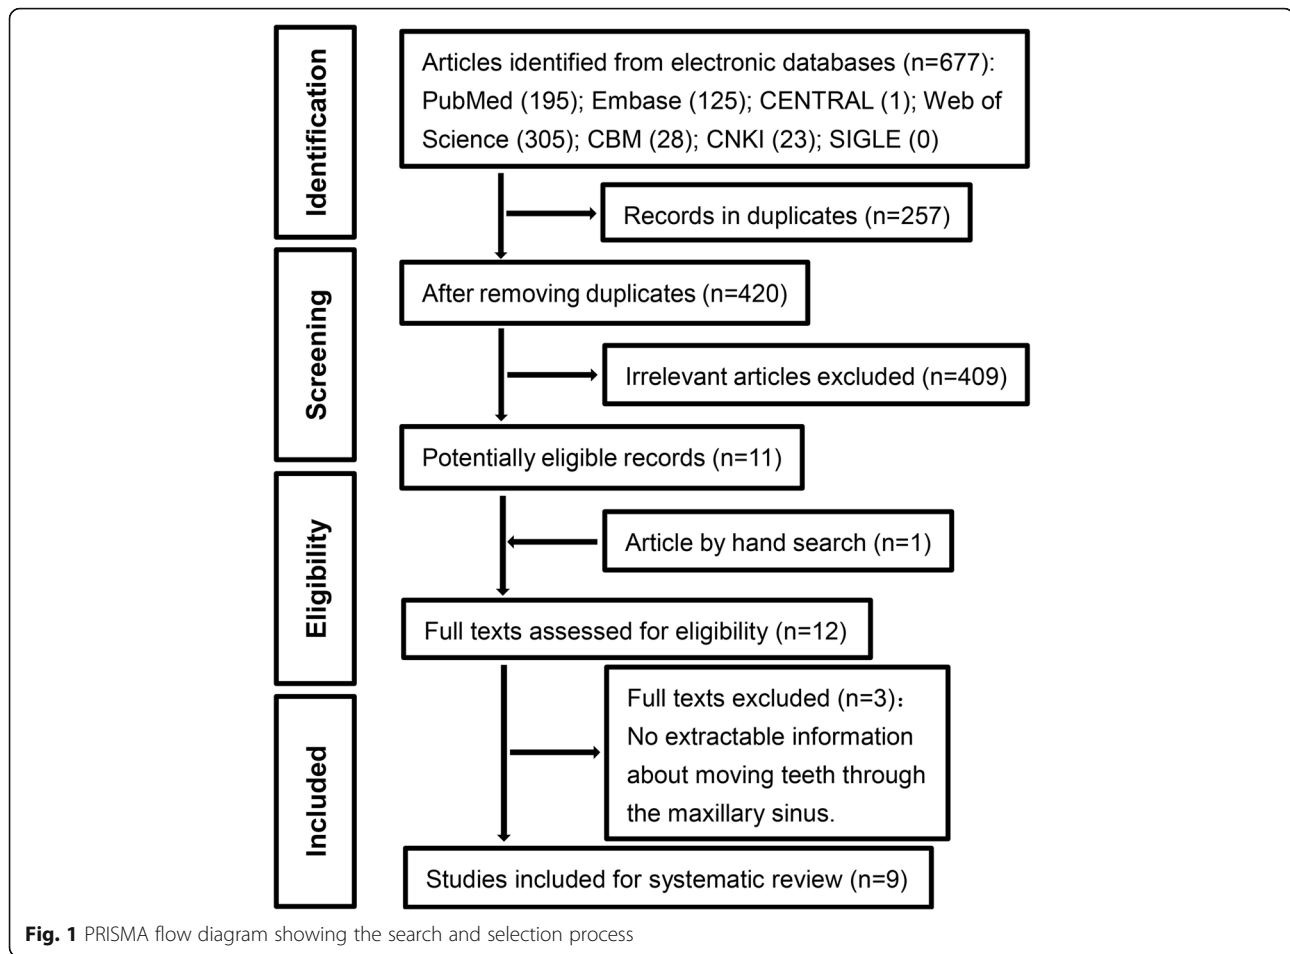 Identification
Articles identified from electronic databases (n=677):
PubMed (195); Embase (125); CENTRAL (1); Web of
Science (305); CBM (28); CNKI (23); SIGLE (0)
Records in duplicates (n=257)
Screening
After removing duplicates (n=420)
Irrelevant articles excluded (n=409)
Potentially eligible records (n=11)
Eligibility
Article by hand search (n=1)
Full texts assessed for eligibility (n=12)
Included
Full texts excluded (n=3)：
No extractable information
about moving teeth through
the maxillary sinus.
Studies included for systematic review (n=9)
Fig. 1 PRISMA flow diagram showing the search and selection process